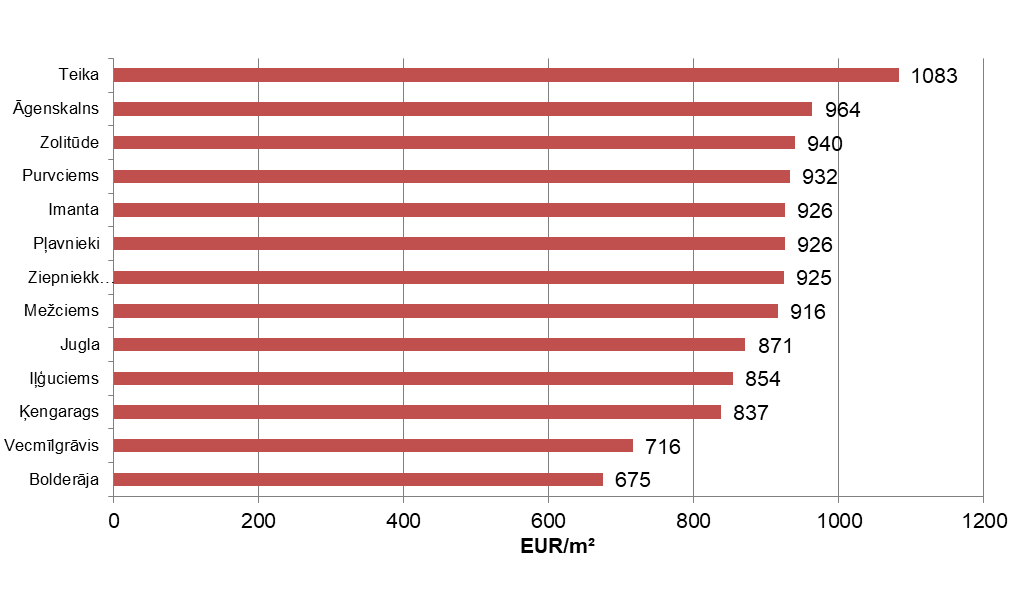 Teika 1083
Āgenskalns 964
Zolitūde 940
Purvciems 932
Imanta 926
Pļavnieki 926
Ziepniekk… 925
Mežciems 916
Jugla 871
Iļģuciems 854
Ķengarags 837
Vecmīlgrāvis 716
Bolderāja 675
0 200 400 600 800 1000 1200
EUR/m²